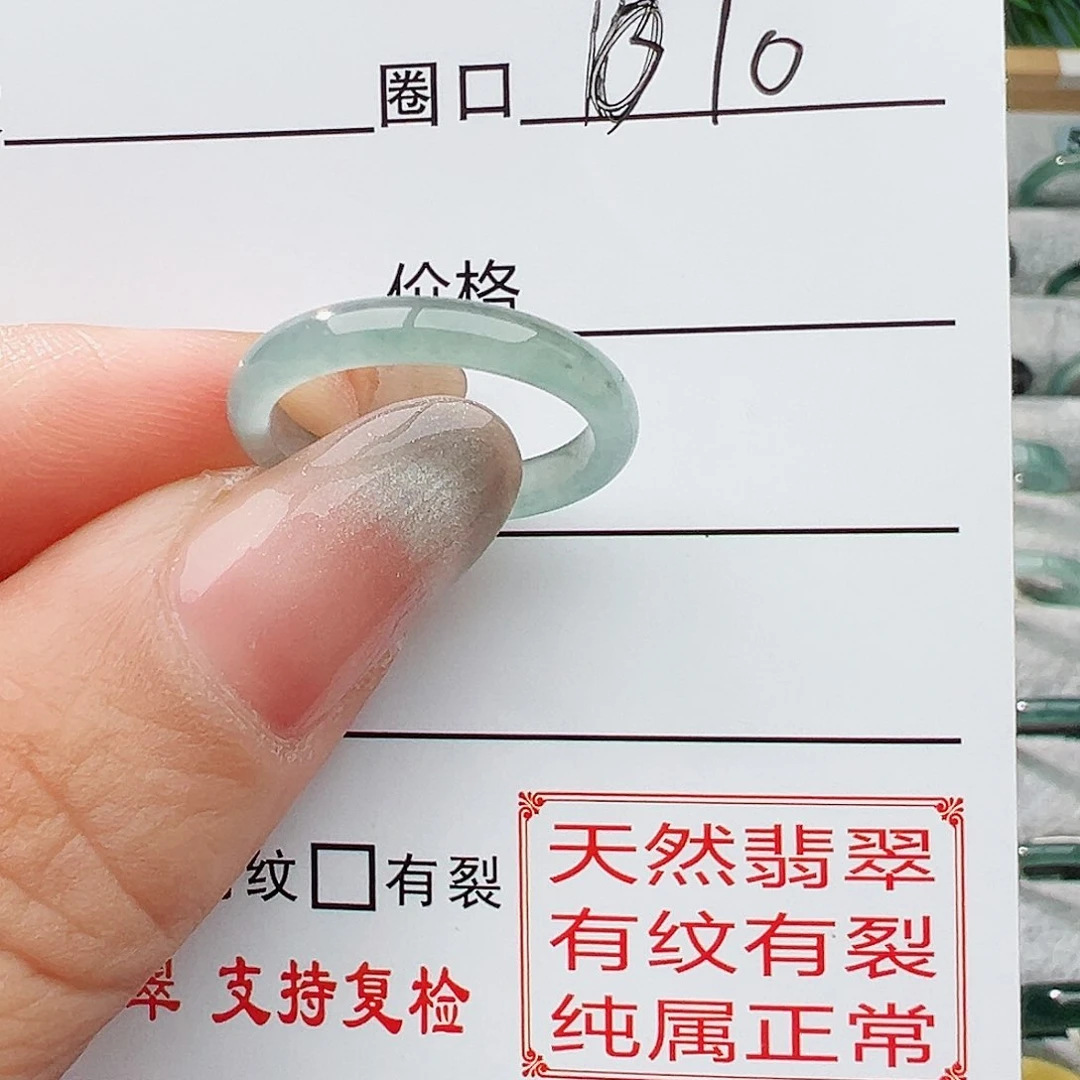 圈口 10
价格
纹 □ 有裂
翠 支持复检
天然翡翠
有纹有裂
纯属正常